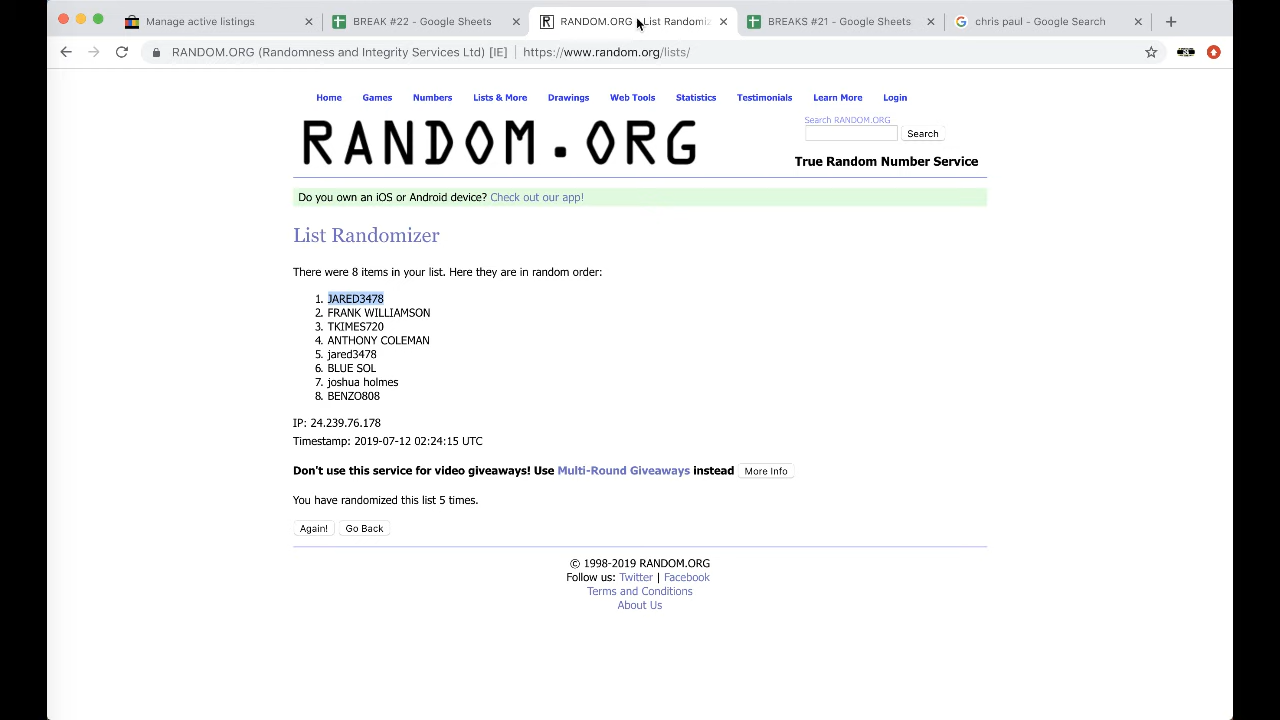 Manage active listings
BREAK #22 - Google Sheets
RANDOM.ORG - List Randomiz
BREAKS #21 - Google Sheets
chris paul - Google Search
RANDOM.ORG (Randomness and Integrity Services Ltd) [IE] | https://www.random.org/lists/
Home Games Numbers Lists & More Drawings Web Tools Statistics Testimonials Learn More Login
RANDOM.ORG
Search RANDOM.ORG
Search
True Random Number Service
Do you own an iOS or Android device? Check out our app!
List Randomizer
There were 8 items in your list. Here they are in random order:
1. JARED3478
2. FRANK WILLIAMSON
3. TKIMES720
4. ANTHONY COLEMAN
5. jared3478
6. BLUE SOL
7. joshua holmes
8. BENZO808
IP: 24.239.76.178
Timestamp: 2019-07-12 02:24:15 UTC
Don't use this service for video giveaways! Use Multi-Round Giveaways instead More Info
You have randomized this list 5 times.
Again! Go Back
© 1998-2019 RANDOM.ORG
Follow us: Twitter | Facebook
Terms and Conditions
About Us